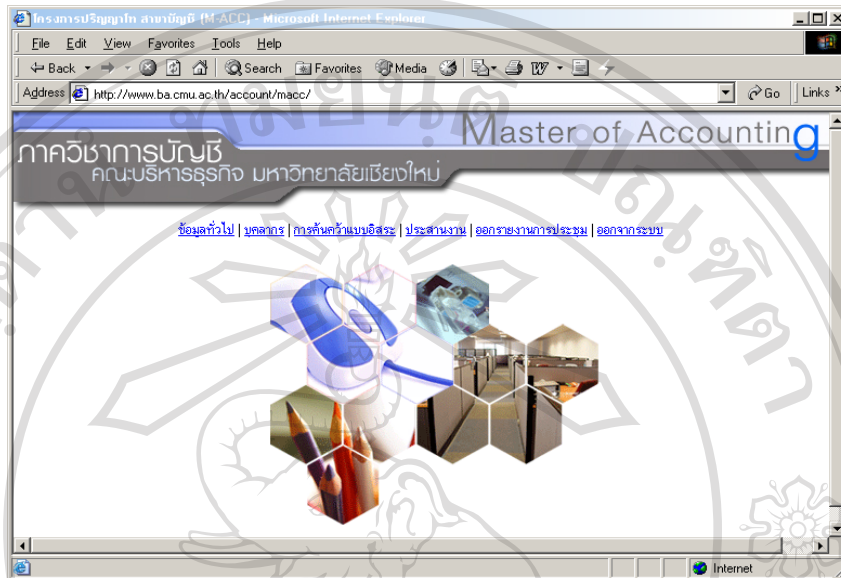 โครงการปริญญาโท สาขาบัญชี (M-ACC) - Microsoft Internet Explorer
File Edit View Favorites Tools Help
Back Search Favorites Media
Address http://www.ba.cmu.ac.th/account/macc/ Go Links »
Master of Accounting
ภาควิชาการบัญชี
คณะบริหารธุรกิจ มหาวิทยาลัยเชียงใหม่
ข้อมูลทั่วไป | บุคลากร | การค้นคว้าแบบอิสระ | ประสานงาน | ออกรายงานการประชุม | ออกจากระบบ
Internet